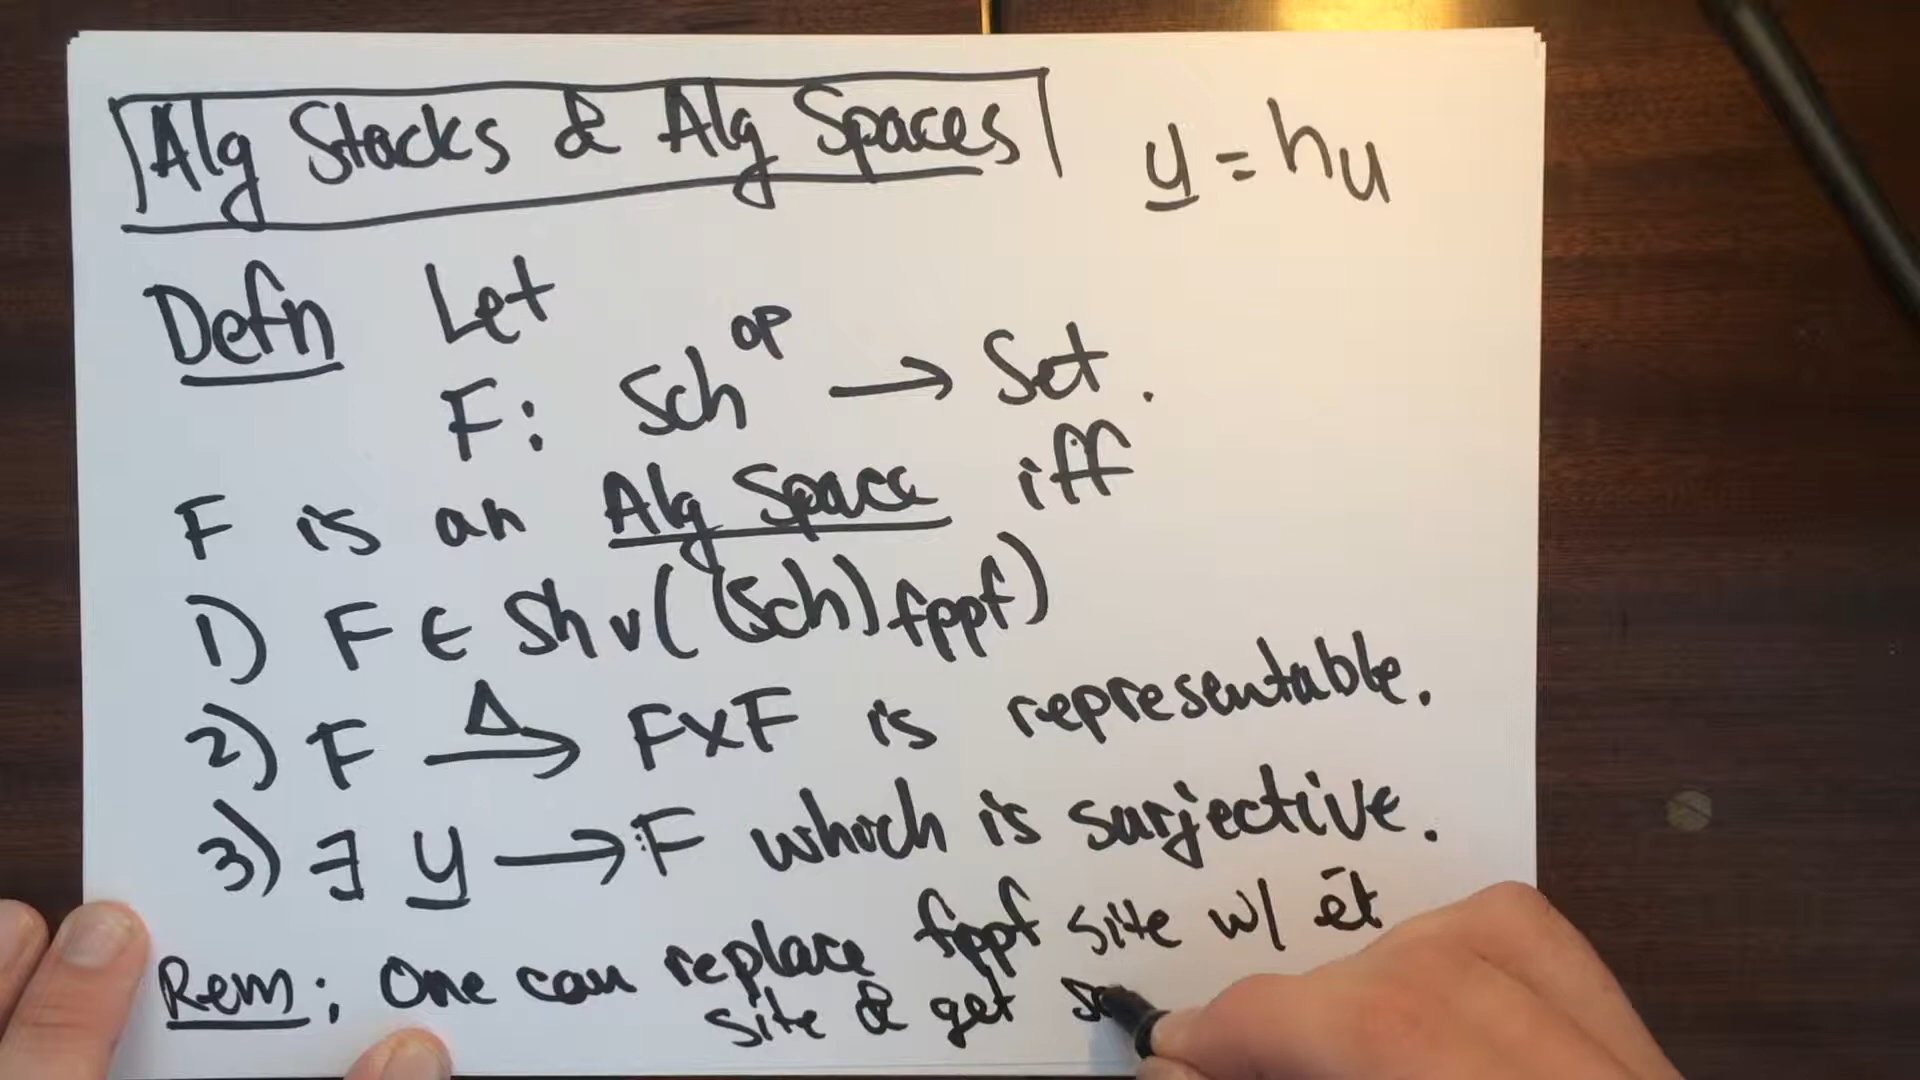 Alg Stacks & Alg Spaces
U = hu
Defn Let
F: Sch^op → Set.
F is an Alg Space iff
1) F ∈ Shv((Sch)fppf)
2) F →^Δ F×F is representable.
3) ∃ U → F which is surjective.
Rem: One can replace fppf site w/ ét
site & get